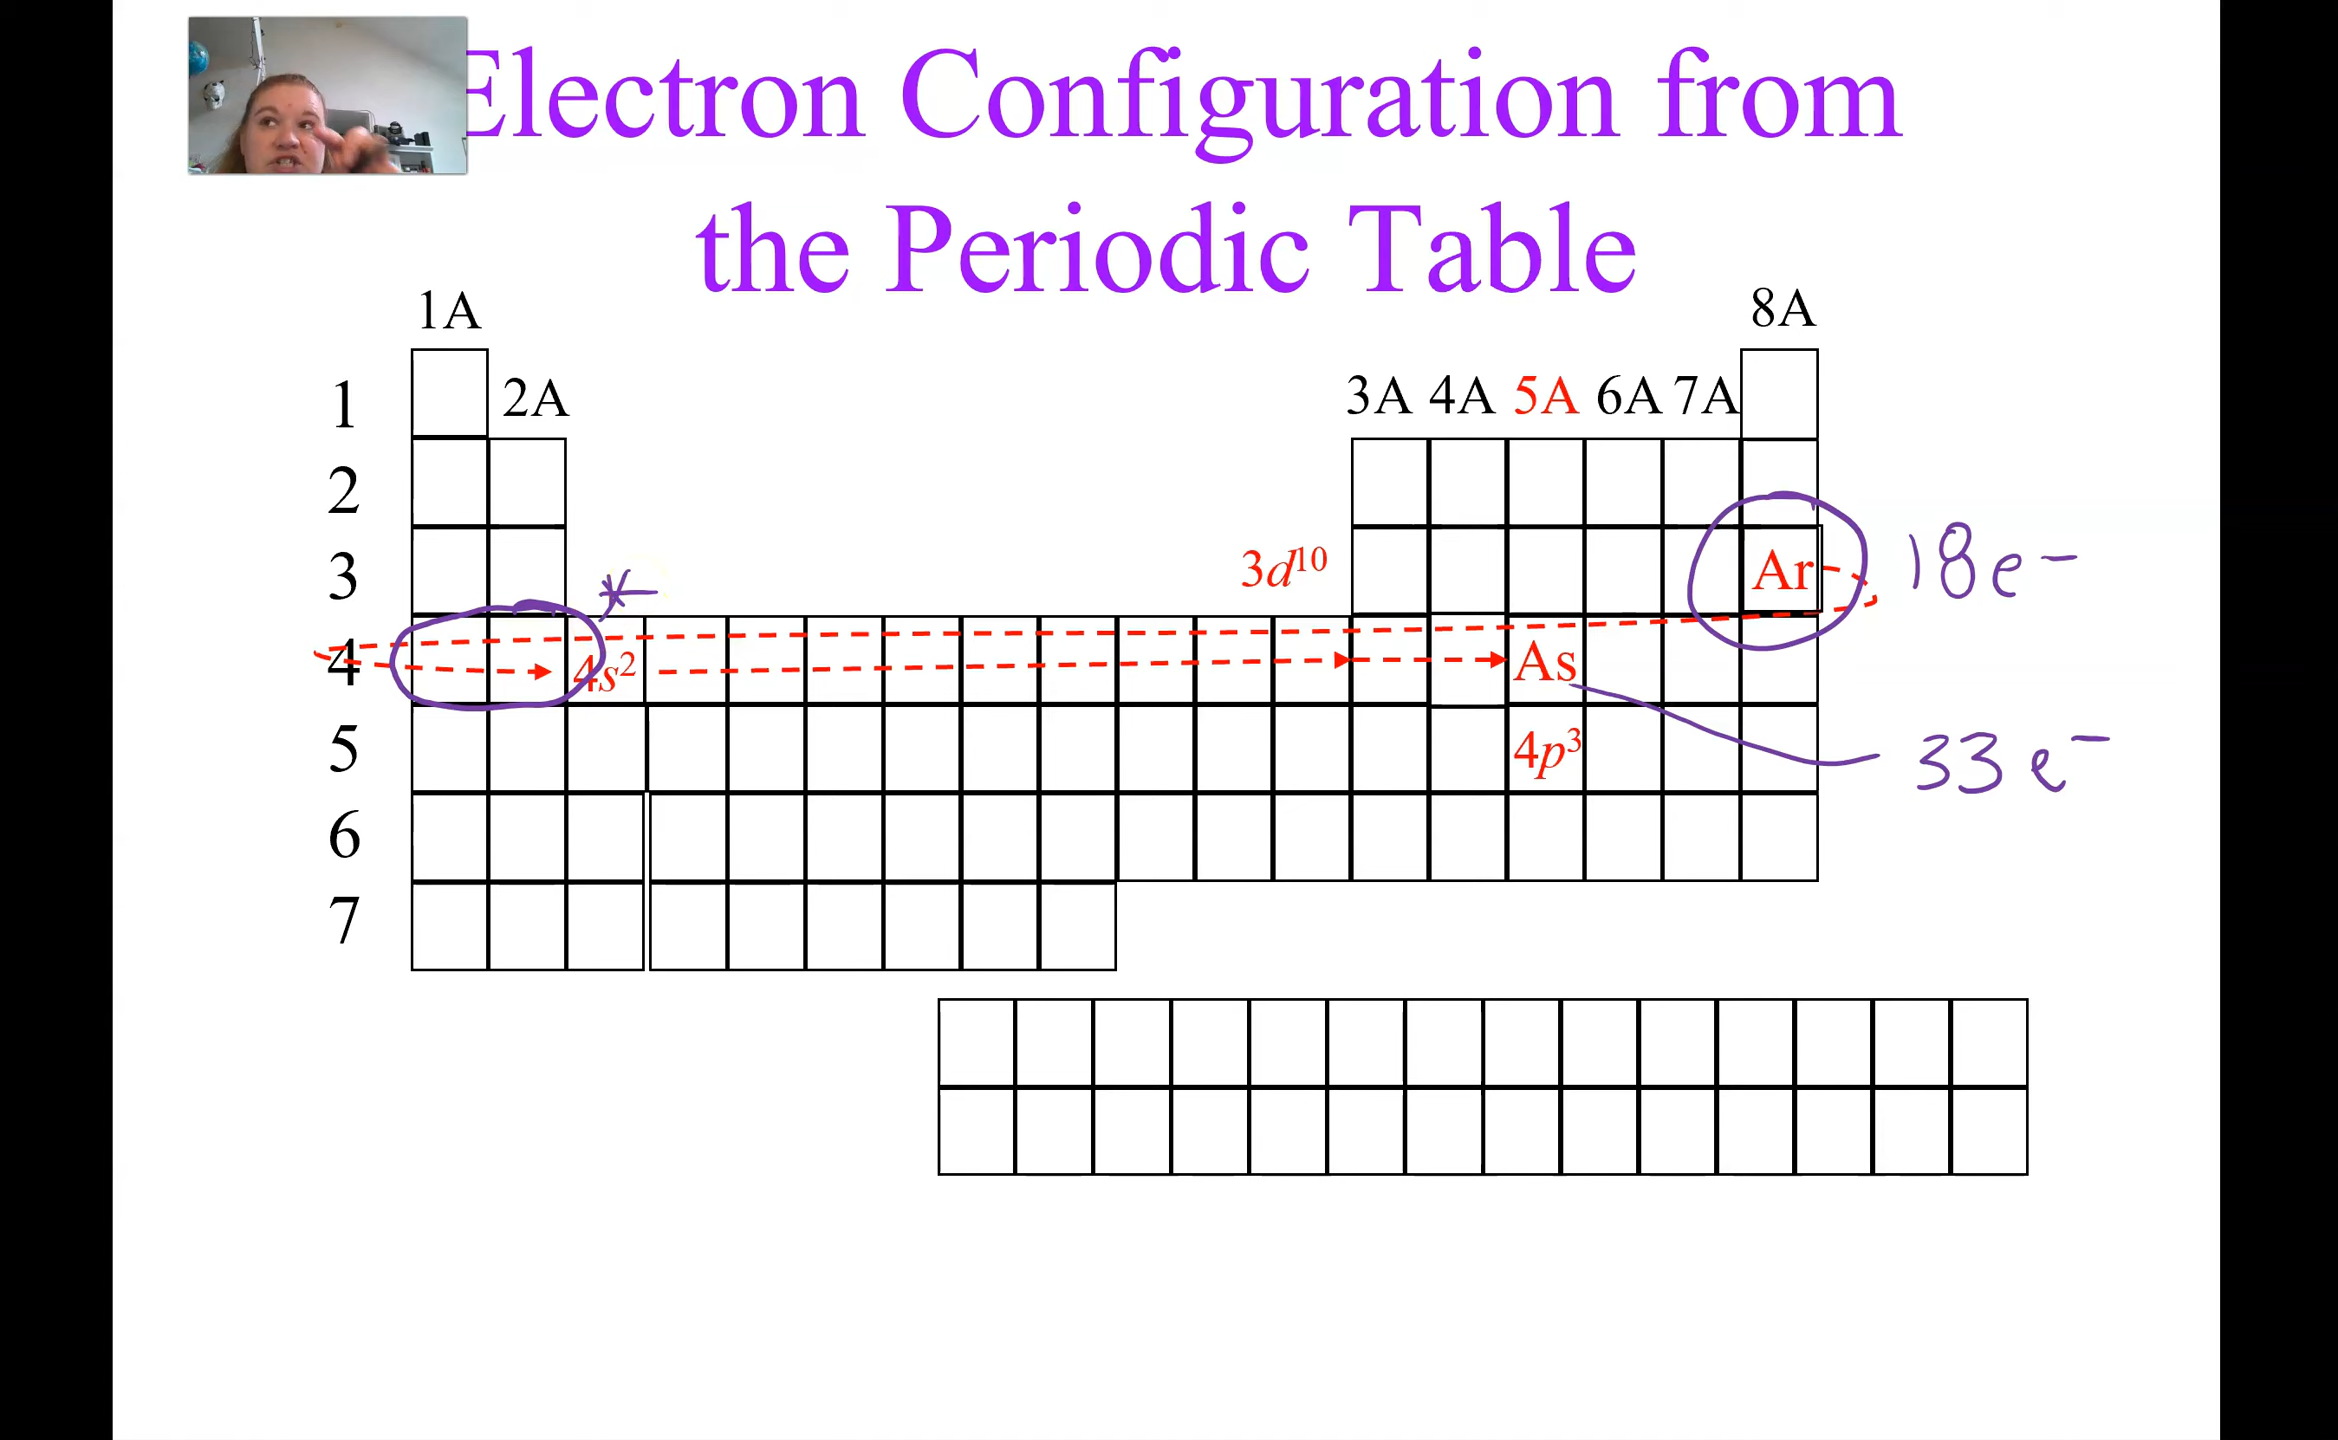 Electron Configuration from
the Periodic Table
1A
8A
1
2A
3A 4A 5A 6A 7A
2
3
3d¹⁰
Ar
18e⁻
4
4s²
As
5
4p³
33e⁻
6
7